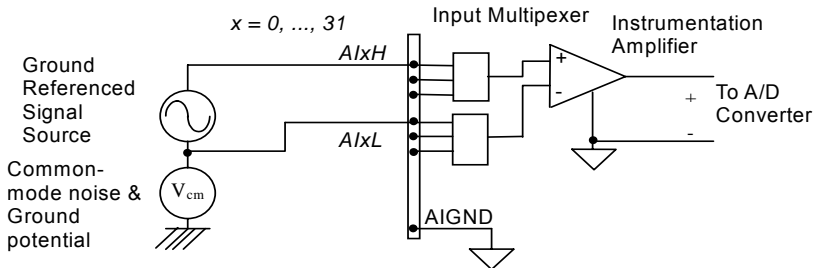 x = 0, ..., 31
Input Multipexer
Instrumentation
Amplifier
AIxH
Ground
Referenced
Signal
Source
+
-
+
To A/D
Converter
-
AIxL
Common-
mode noise &
Ground
potential
Vcm
AIGND